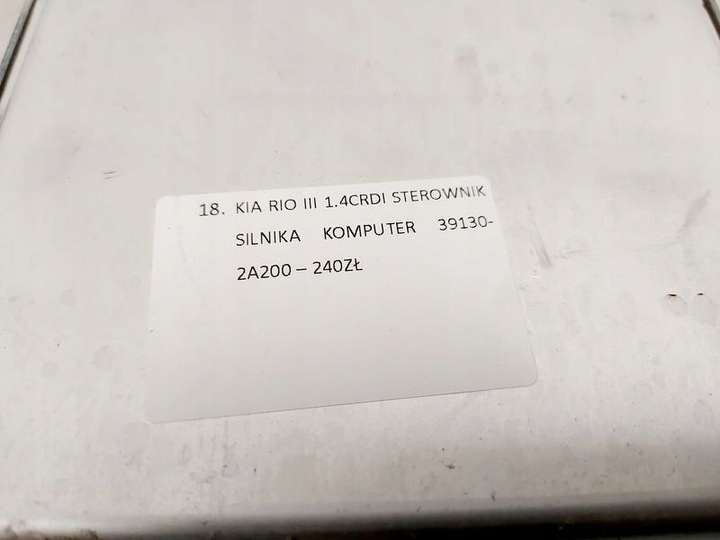 18. KIA RIO III 1.4CRDI STEROWNIK
SILNIKA KOMPUTER 39130-
2A200 – 240ZŁ